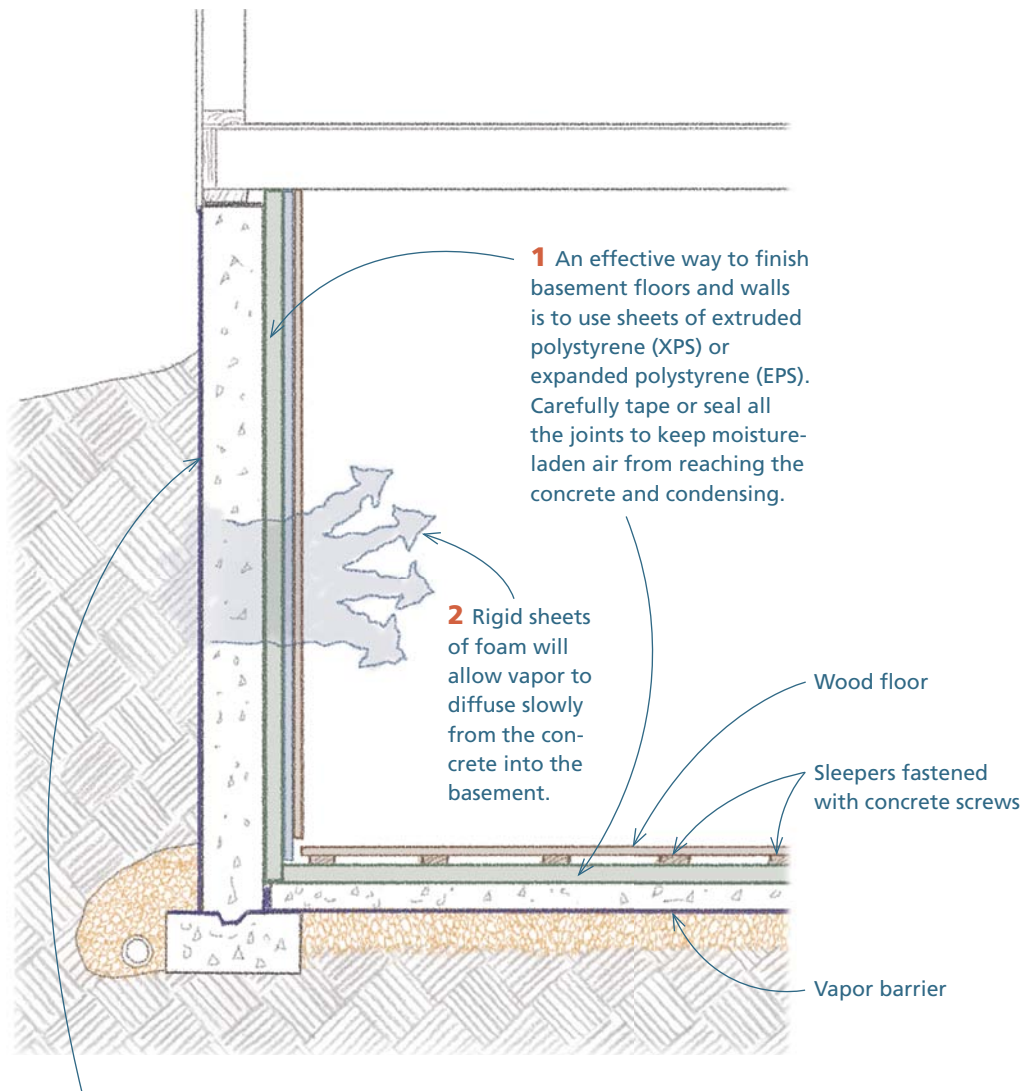 1 An effective way to finish
basement floors and walls
is to use sheets of extruded
polystyrene (XPS) or
expanded polystyrene (EPS).
Carefully tape or seal all
the joints to keep moisture-
laden air from reaching the
concrete and condensing.
2 Rigid sheets
of foam will
allow vapor to
diffuse slowly
from the con-
crete into the
basement.
Wood floor
Sleepers fastened
with concrete screws
Vapor barrier